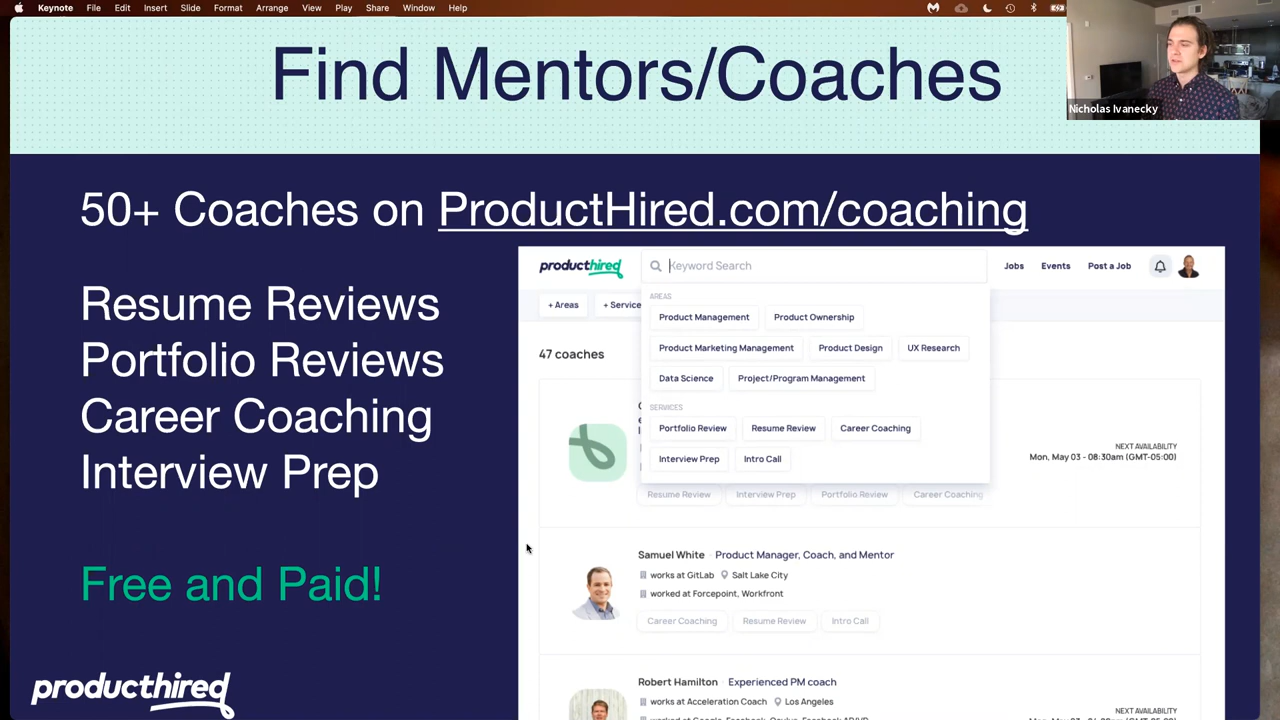 Keynote File Edit Insert Slide Format Arrange View Play Share Window Help
Find Mentors/Coaches
Nicholas Ivanecky
50+ Coaches on ProductHired.com/coaching
Resume Reviews
Portfolio Reviews
Career Coaching
Interview Prep
Free and Paid!
producthired
producthired Keyword Search Jobs Events Post a Job
+ Areas + Service
AREAS
Product Management Product Ownership
Product Marketing Management Product Design UX Research
Data Science Project/Program Management
SERVICES
Portfolio Review Resume Review Career Coaching
Interview Prep Intro Call
47 coaches
NEXT AVAILABILITY
Mon, May 03 - 08:30am (GMT-05:00)
Resume Review Interview Prep Portfolio Review Career Coaching
Samuel White · Product Manager, Coach, and Mentor
works at GitLab Salt Lake City
worked at Forcepoint, Workfront
Career Coaching Resume Review Intro Call
Robert Hamilton · Experienced PM coach
works at Acceleration Coach Los Angeles
NEXT AVAILABILITY